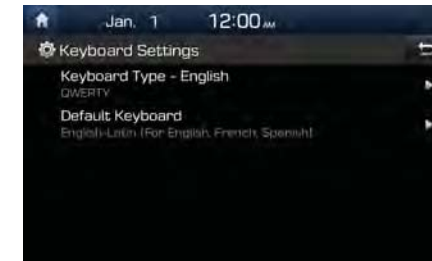 Jan. 1 12:00 AM
Keyboard Settings
Keyboard Type - English
QWERTY
Default Keyboard
English-Latin (For English, French, Spanish)